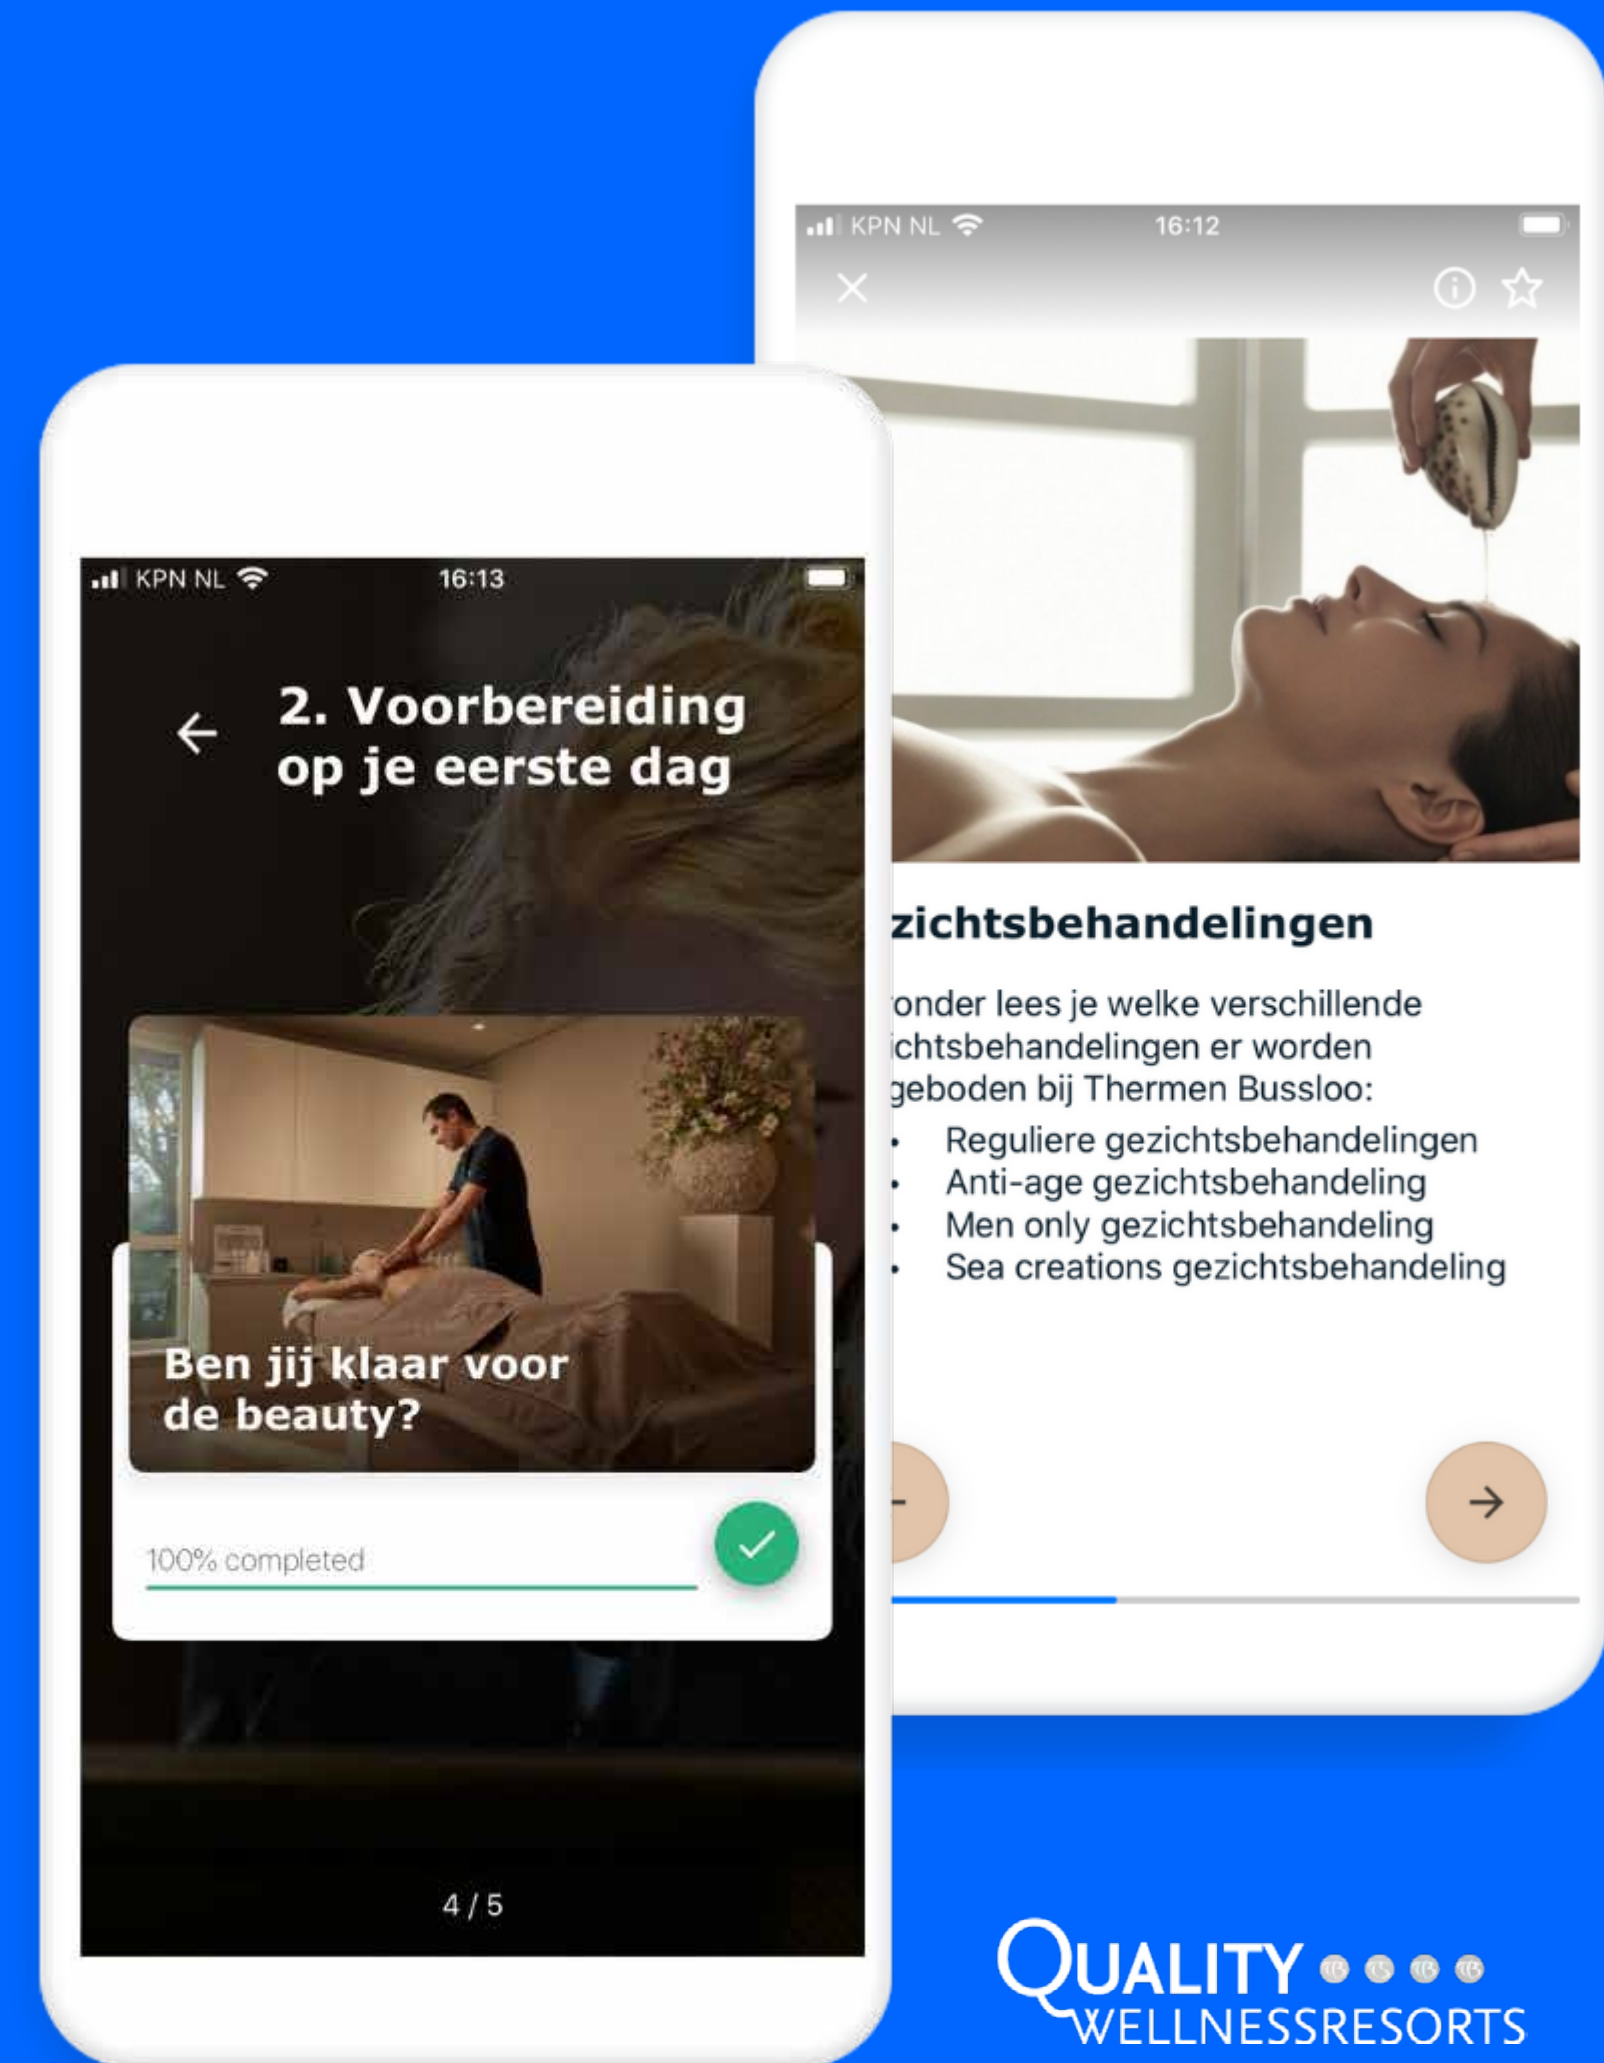 KPN NL 16:12
zichtsbehandelingen
onder lees je welke verschillende
ichtsbehandelingen er worden
geboden bij Thermen Bussloo:
• Reguliere gezichtsbehandelingen
• Anti-age gezichtsbehandeling
• Men only gezichtsbehandeling
• Sea creations gezichtsbehandeling
KPN NL 16:13
2. Voorbereiding
op je eerste dag
Ben jij klaar voor
de beauty?
100% completed
4 / 5
QUALITY
WELLNESSRESORTS